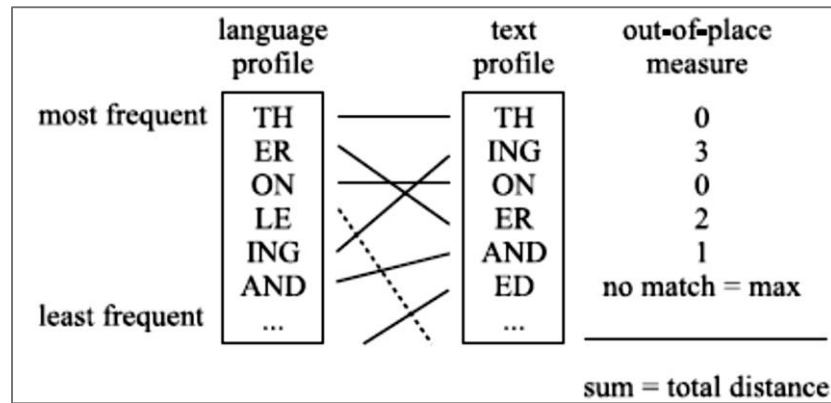 language profile text profile out-of-place measure
most frequent TH TH 0
ER ING 3
ON ON 0
LE ER 2
ING AND 1
AND ED no match = max
least frequent ... ...
sum = total distance